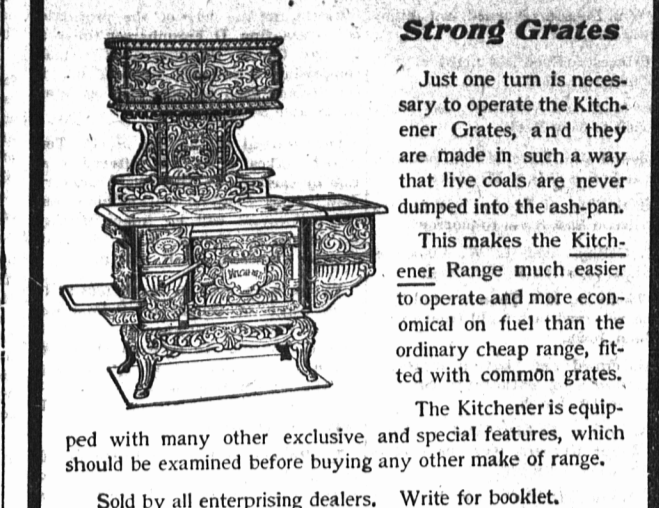 Strong Grates
Just one turn is neces-
sary to operate the Kitch-
ener Grates, and they
are made in such a way
that live coals are never
dumped into the ash-pan.
This makes the Kitch-
ener Range much easier
to operate and more econ-
omical on fuel than the
ordinary cheap range, fit-
ted with common grates.
The Kitchener is equip-
ped with many other exclusive and special features, which
should be examined before buying any other make of range.
Sold by all enterprising dealers. Write for booklet.